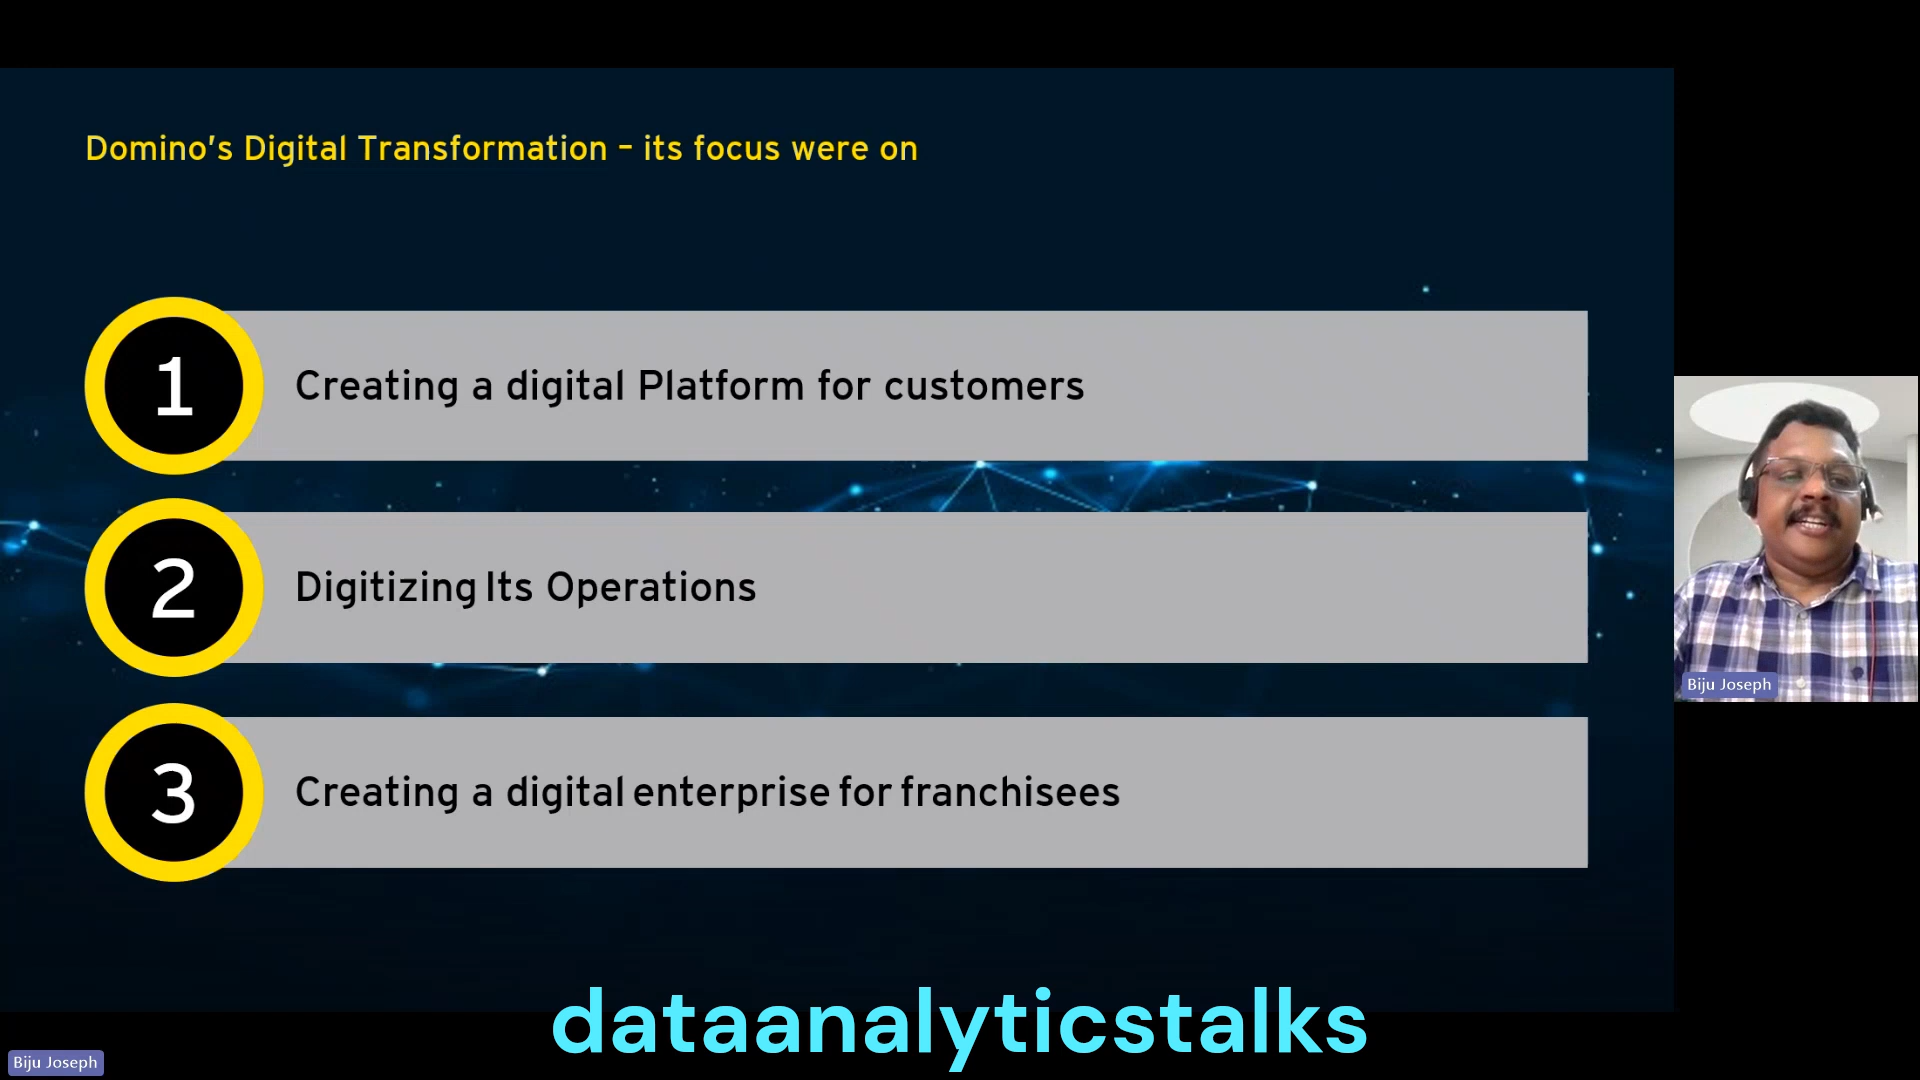 Domino's Digital Transformation – its focus were on
1
Creating a digital Platform for customers
2
Digitizing Its Operations
3
Creating a digital enterprise for franchisees
Biju Joseph
dataanalyticstalks
Biju Joseph